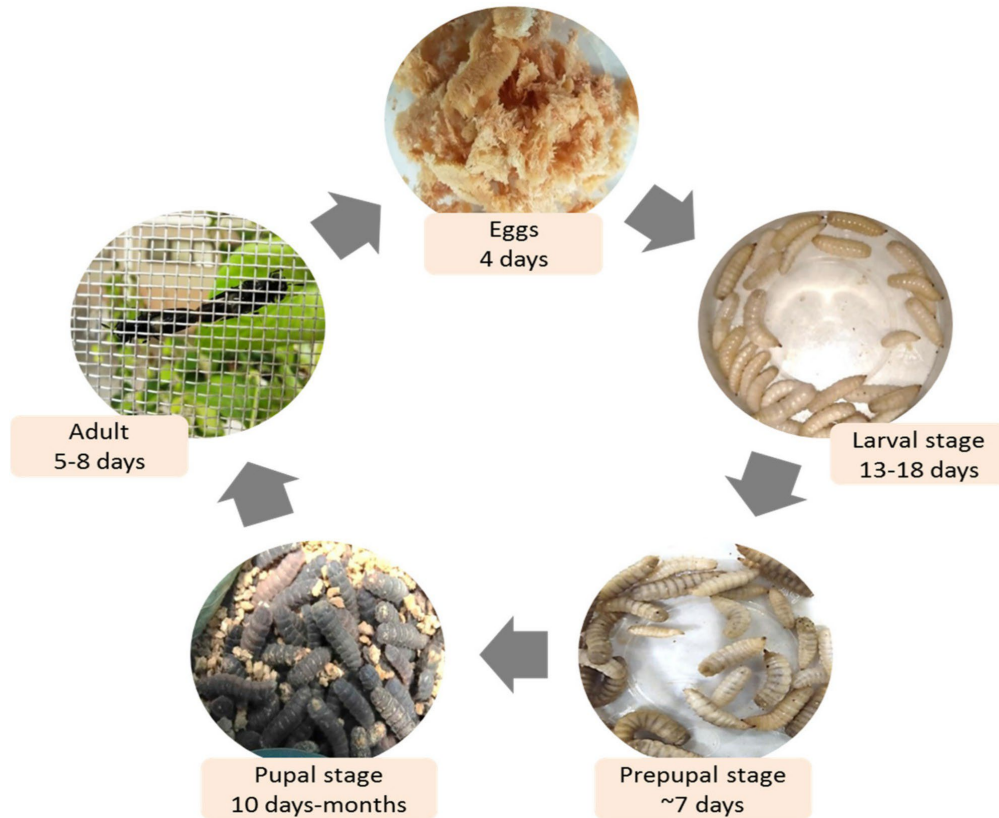 Eggs
4 days
Larval stage
13-18 days
Prepupal stage
~7 days
Pupal stage
10 days-months
Adult
5-8 days